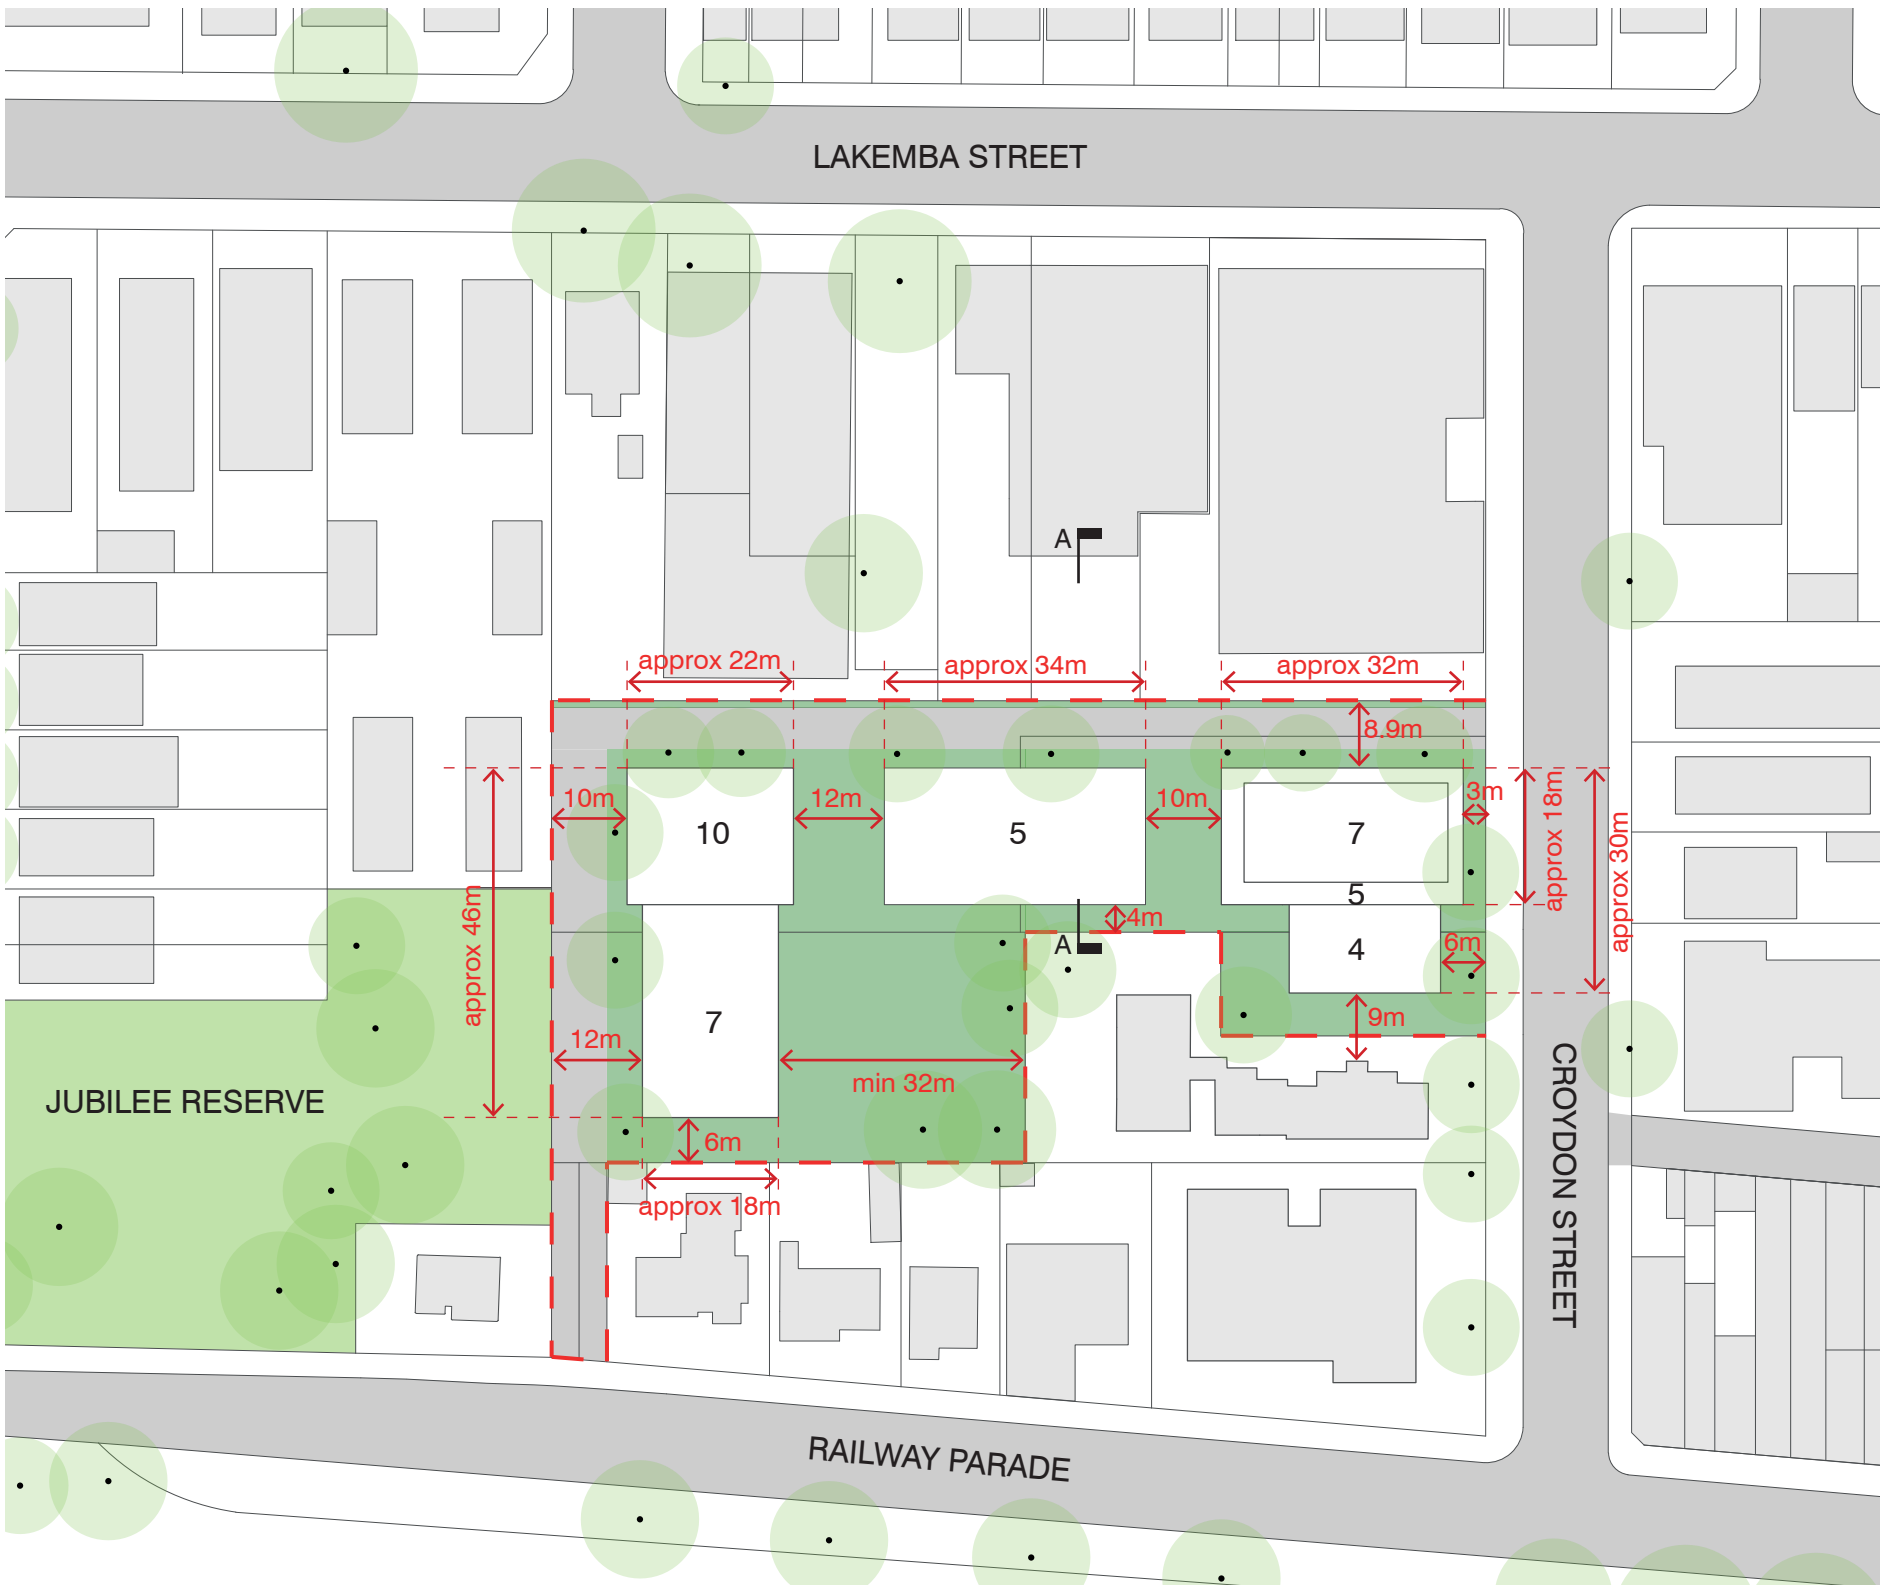 LAKEMBA STREET
A
approx 22m
approx 34m
approx 32m
8.9m
10m
12m
10m
3m
approx 18m
approx 30m
10
5
7
5
approx 46m
4m
A
4
6m
7
9m
12m
min 32m
JUBILEE RESERVE
6m
approx 18m
CROYDON STREET
RAILWAY PARADE